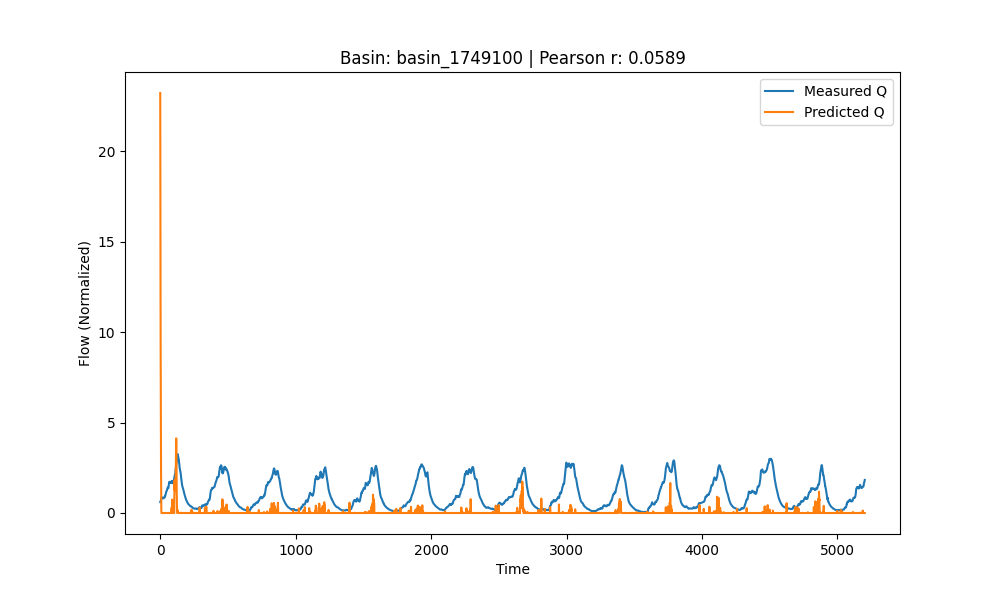 Basin: basin_1749100 | Pearson r: 0.0589
Measured Q
Predicted Q
Flow (Normalized)
20
15
10
5
0
0 1000 2000 3000 4000 5000
Time